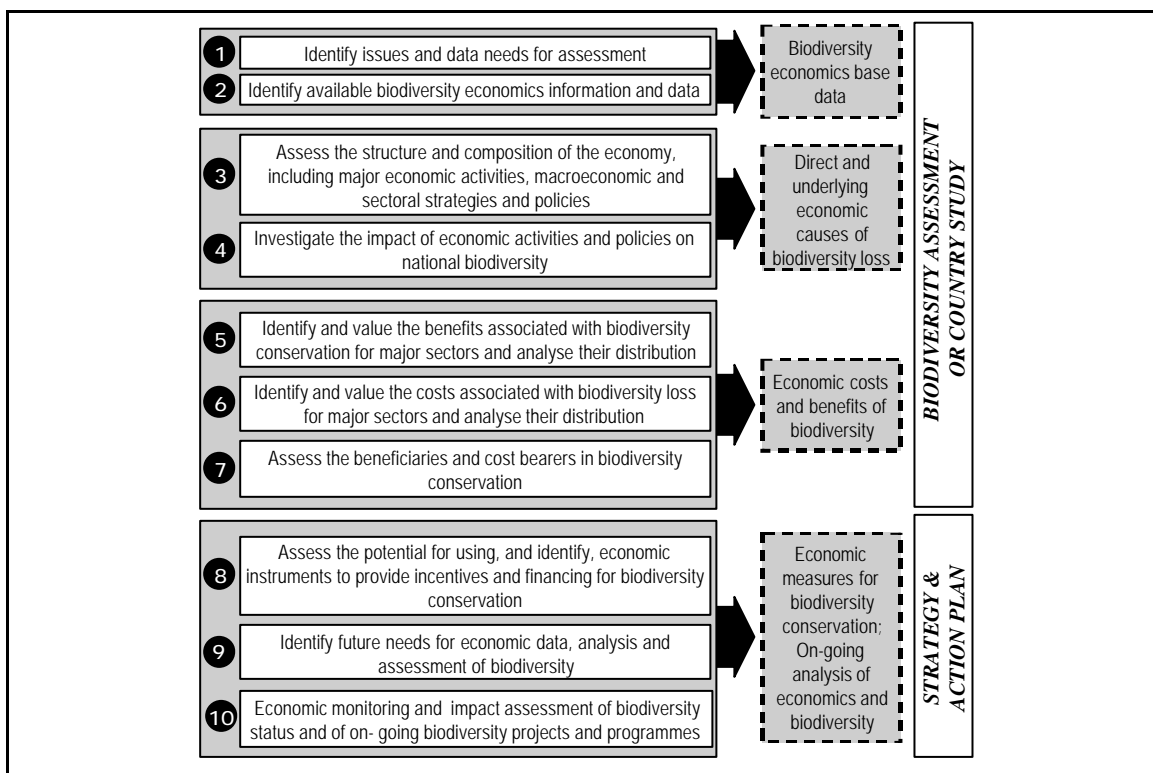 1
Identify issues and data needs for assessment
2
Identify available biodiversity economics information and data
Biodiversity
economics base
data
3
Assess the structure and composition of the economy,
including major economic activities, macroeconomic and
sectoral strategies and policies
4
Investigate the impact of economic activities and policies on
national biodiversity
Direct and
underlying
economic
causes of
biodiversity loss
5
Identify and value the benefits associated with biodiversity
conservation for major sectors and analyse their distribution
6
Identify and value the costs associated with biodiversity loss
for major sectors and analyse their distribution
7
Assess the beneficiaries and cost bearers in biodiversity
conservation
Economic costs
and benefits of
biodiversity
BIODIVERSITY ASSESSMENT
OR COUNTRY STUDY
8
Assess the potential for using, and identify, economic
instruments to provide incentives and financing for biodiversity
conservation
9
Identify future needs for economic data, analysis and
assessment of biodiversity
10
Economic monitoring and impact assessment of biodiversity
status and of on- going biodiversity projects and programmes
Economic
measures for
biodiversity
conservation;
On-going
analysis of
economics and
biodiversity
STRATEGY &
ACTION PLAN